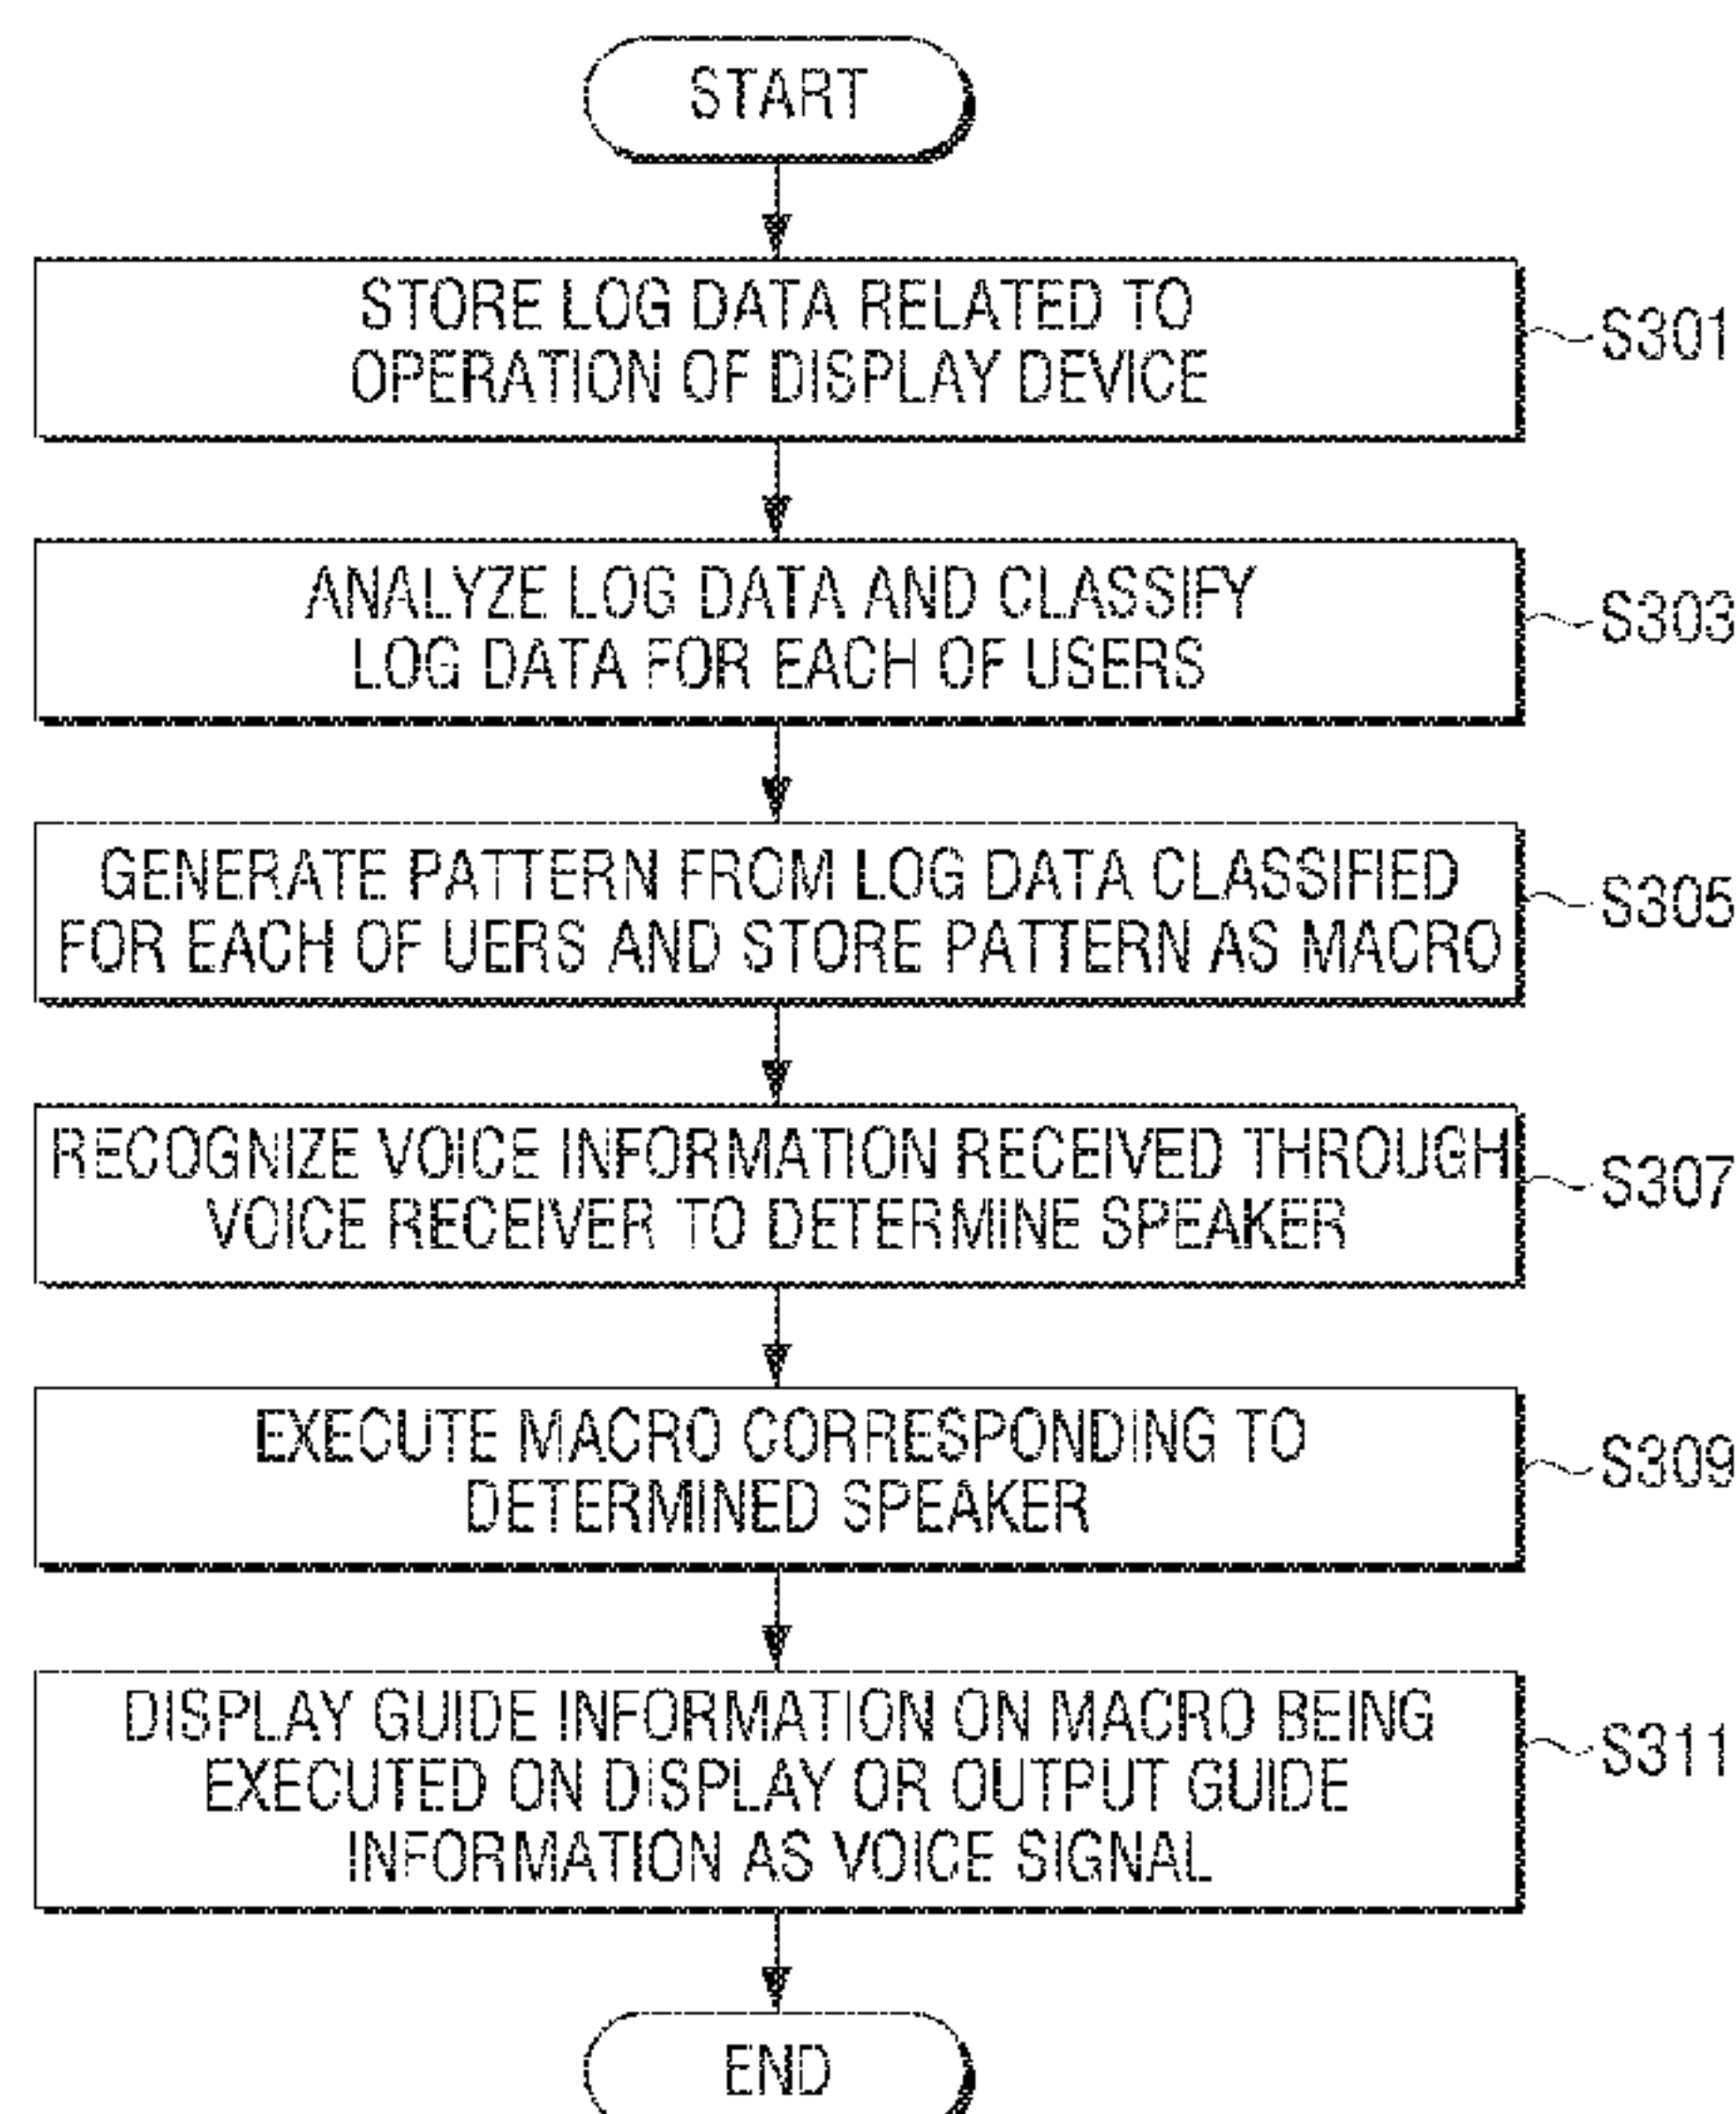 START
STORE LOG DATA RELATED TO
OPERATION OF DISPLAY DEVICE
S301
ANALYZE LOG DATA AND CLASSIFY
LOG DATA FOR EACH OF USERS
S303
GENERATE PATTERN FROM LOG DATA CLASSIFIED
FOR EACH OF UERS AND STORE PATTERN AS MACRO
S305
RECOGNIZE VOICE INFORMATION RECEIVED THROUGH
VOICE RECEIVER TO DETERMINE SPEAKER
S307
EXECUTE MACRO CORRESPONDING TO
DETERMINED SPEAKER
S309
DISPLAY GUIDE INFORMATION ON MACRO BEING
EXECUTED ON DISPLAY OR OUTPUT GUIDE
INFORMATION AS VOICE SIGNAL
S311
END